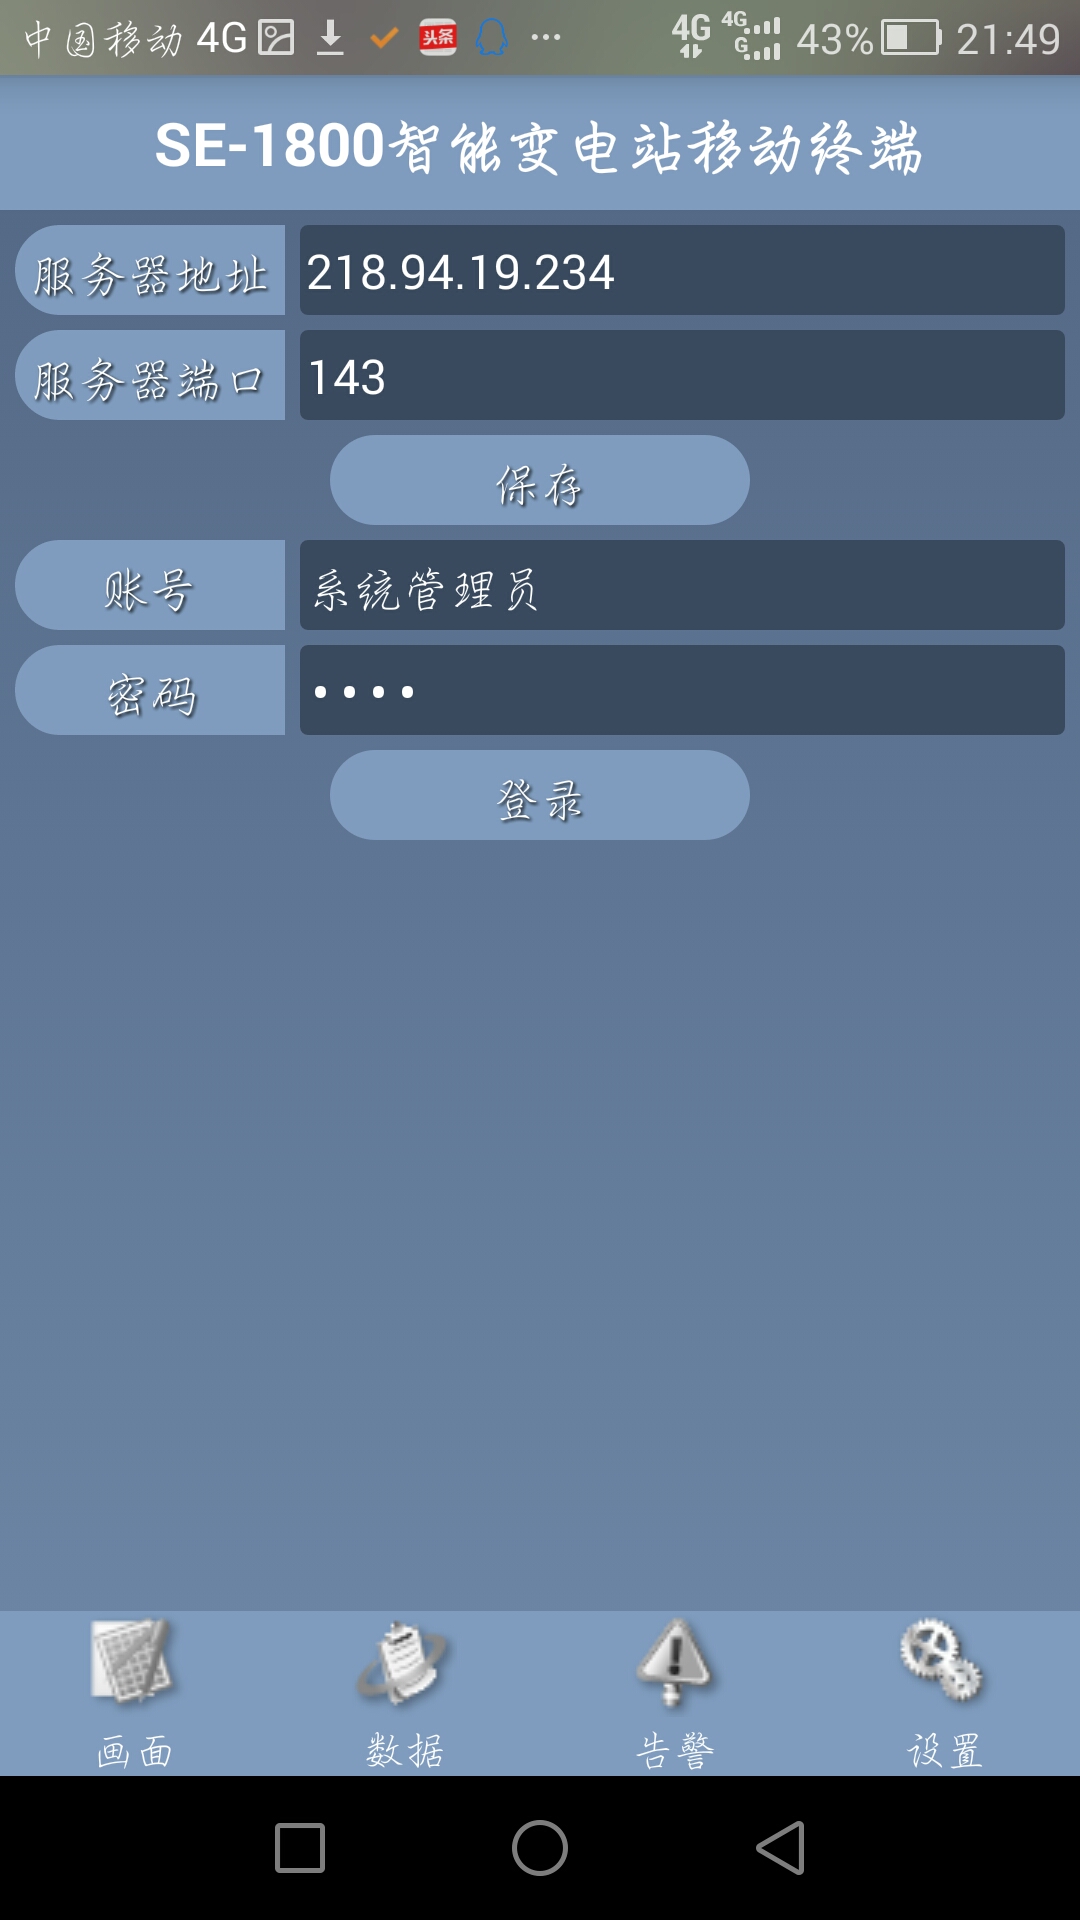 中国移动 4G 头条 4G 4G G 43% 21:49
SE-1800智能变电站移动终端
服务器地址 218.94.19.234
服务器端口 143
保存
账号 系统管理员
密码 ••••
登录
画面 数据 告警 设置